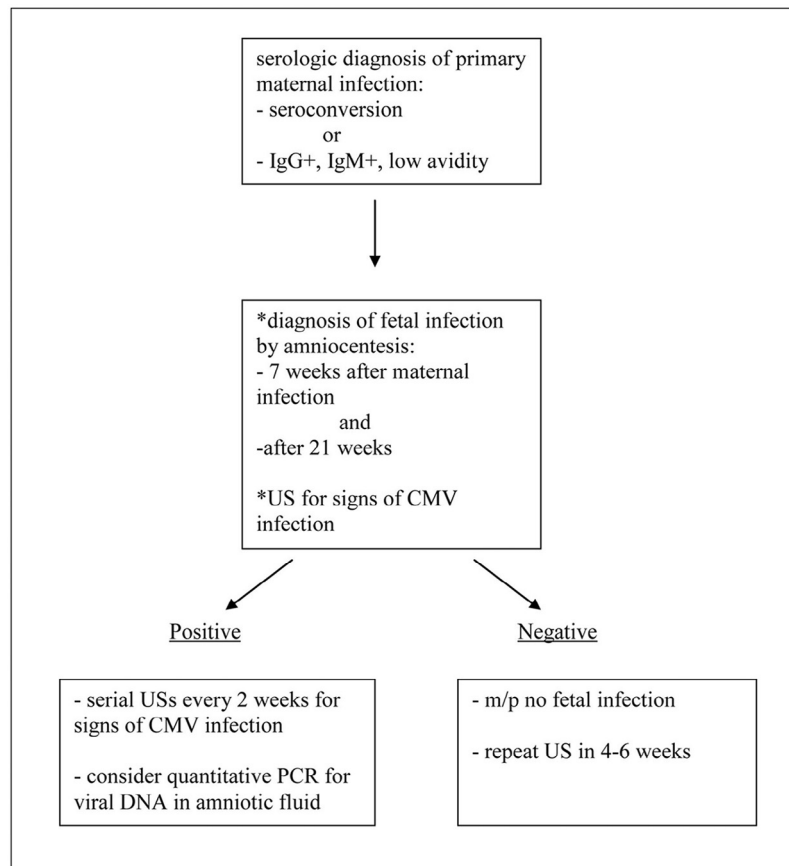 serologic diagnosis of primary
maternal infection:
- seroconversion
or
- IgG+, IgM+, low avidity
*diagnosis of fetal infection
by amniocentesis:
- 7 weeks after maternal
infection
and
-after 21 weeks
*US for signs of CMV
infection
Positive
- serial USs every 2 weeks for
signs of CMV infection
- consider quantitative PCR for
viral DNA in amniotic fluid
Negative
- m/p no fetal infection
- repeat US in 4-6 weeks